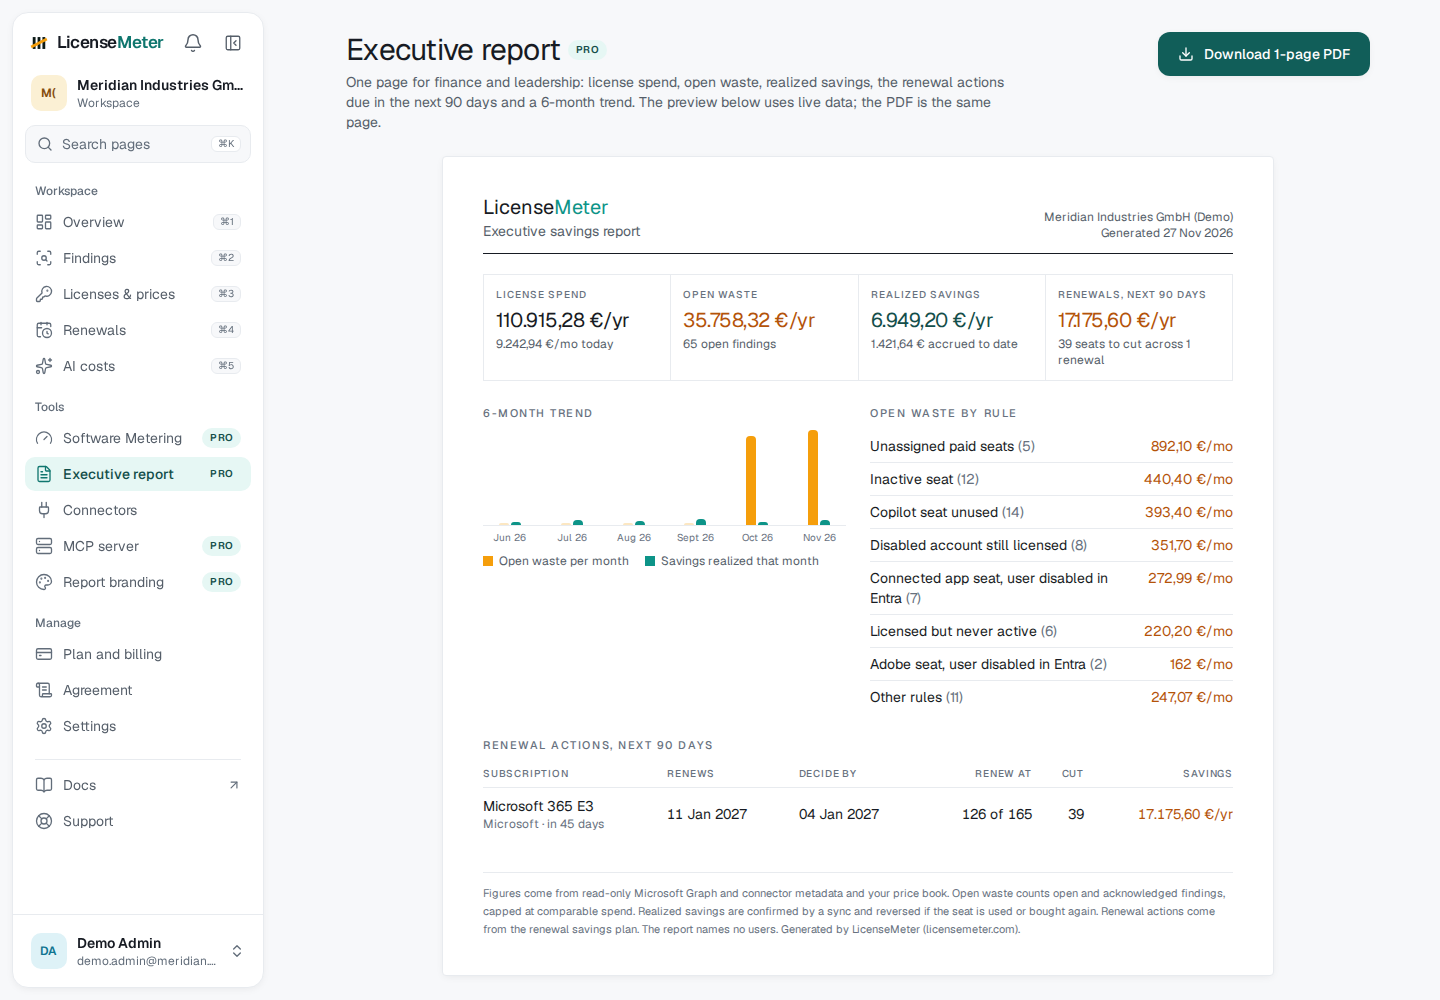 LicenseMeter
M(
Meridian Industries Gm...
Workspace
Search pages
⌘K
Workspace
Overview
⌘1
Findings
⌘2
Licenses & prices
⌘3
Renewals
⌘4
AI costs
⌘5
Tools
Software Metering
PRO
Executive report
PRO
Connectors
MCP server
PRO
Report branding
PRO
Manage
Plan and billing
Agreement
Settings
Docs
Support
DA
Demo Admin
demo.admin@meridian....
Executive report
PRO
One page for finance and leadership: license spend, open waste, realized savings, the renewal actions
due in the next 90 days and a 6-month trend. The preview below uses live data; the PDF is the same
page.
Download 1-page PDF
LicenseMeter
Executive savings report
Meridian Industries GmbH (Demo)
Generated 27 Nov 2026
LICENSE SPEND
110.915,28 €/yr
9.242,94 €/mo today
OPEN WASTE
35.758,32 €/yr
65 open findings
REALIZED SAVINGS
6.949,20 €/yr
1.421,64 € accrued to date
RENEWALS, NEXT 90 DAYS
17.175,60 €/yr
39 seats to cut across 1
renewal
6-MONTH TREND
Jun 26
Jul 26
Aug 26
Sept 26
Oct 26
Nov 26
Open waste per month
Savings realized that month
OPEN WASTE BY RULE
Unassigned paid seats (5)
892,10 €/mo
Inactive seat (12)
440,40 €/mo
Copilot seat unused (14)
393,40 €/mo
Disabled account still licensed (8)
351,70 €/mo
Connected app seat, user disabled in
Entra (7)
272,99 €/mo
Licensed but never active (6)
220,20 €/mo
Adobe seat, user disabled in Entra (2)
162 €/mo
Other rules (11)
247,07 €/mo
RENEWAL ACTIONS, NEXT 90 DAYS
SUBSCRIPTION
RENEWS
DECIDE BY
RENEW AT
CUT
SAVINGS
Microsoft 365 E3
Microsoft · in 45 days
11 Jan 2027
04 Jan 2027
126 of 165
39
17.175,60 €/yr
Figures come from read-only Microsoft Graph and connector metadata and your price book. Open waste counts open and acknowledged findings,
capped at comparable spend. Realized savings are confirmed by a sync and reversed if the seat is used or bought again. Renewal actions come
from the renewal savings plan. The report names no users. Generated by LicenseMeter (licensemeter.com).